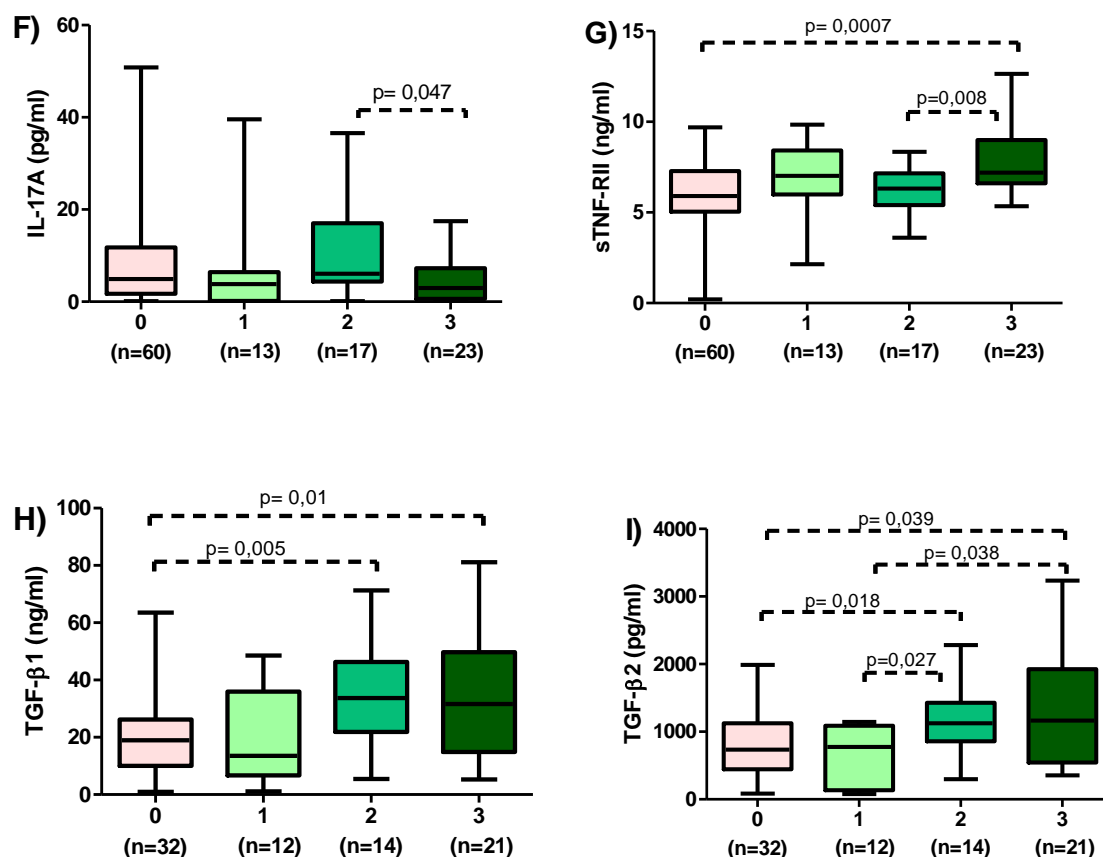 F)
IL-17A (pg/ml)
60
40
20
0
p= 0,047
0 1 2 3
(n=60) (n=13) (n=17) (n=23)
G)
sTNF-RII (ng/ml)
15
10
5
0
p= 0,0007
p=0,008
0 1 2 3
(n=60) (n=13) (n=17) (n=23)
H)
TGF-β1 (ng/ml)
100
80
60
40
20
0
p= 0,01
p= 0,005
0 1 2 3
(n=32) (n=12) (n=14) (n=21)
I)
TGF-β2 (pg/ml)
4000
3000
2000
1000
0
p= 0,039
p= 0,038
p= 0,018
p=0,027
0 1 2 3
(n=32) (n=12) (n=14) (n=21)